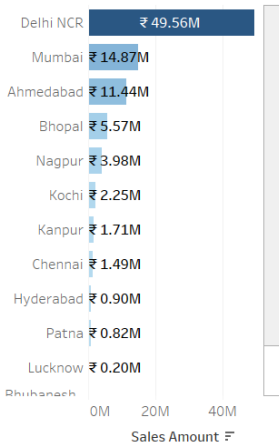 Delhi NCR ₹ 49.56M
Mumbai ₹ 14.87M
Ahmedabad ₹ 11.44M
Bhopal ₹ 5.57M
Nagpur ₹ 3.98M
Kochi ₹ 2.25M
Kanpur ₹ 1.71M
Chennai ₹ 1.49M
Hyderabad ₹ 0.90M
Patna ₹ 0.82M
Lucknow ₹ 0.20M
Bhubanesh
0M 20M 40M
Sales Amount